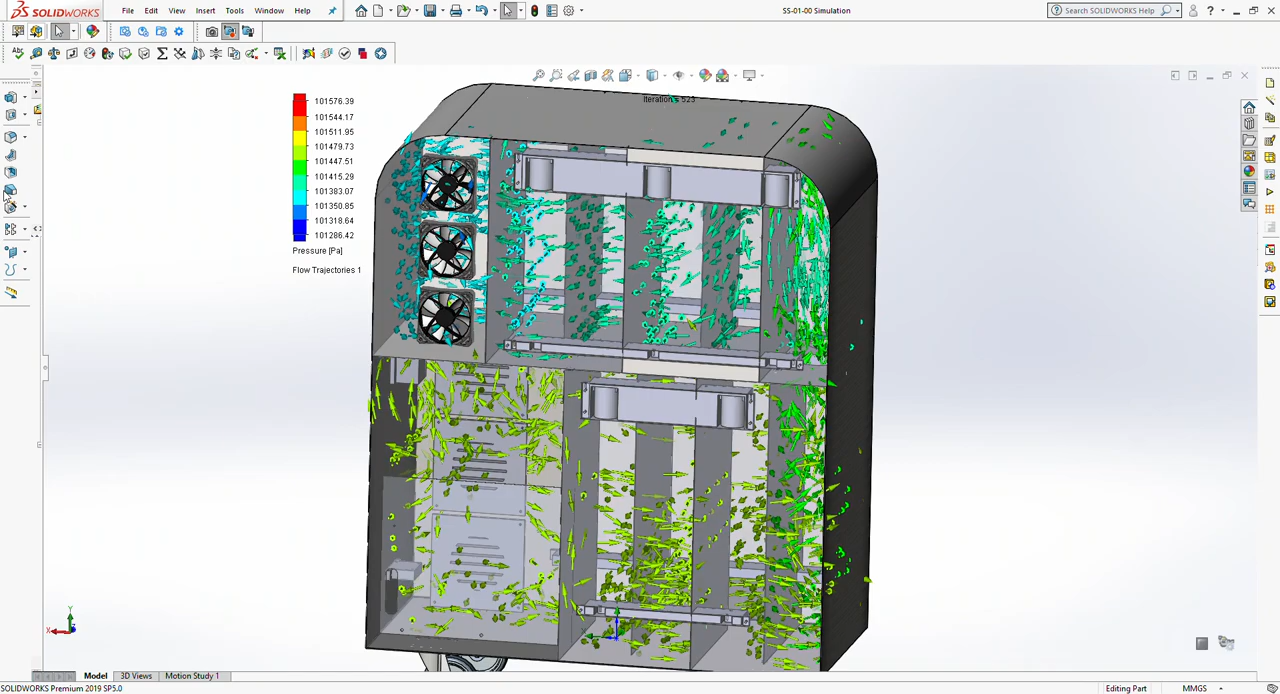 SOLIDWORKS
File Edit View Insert Tools Window Help
SS-01-00 Simulation
Search SOLIDWORKS Help
Iteration = 523
101576.39
101544.17
101511.95
101479.73
101447.51
101415.29
101383.07
101350.85
101318.64
101286.42
Pressure [Pa]
Flow Trajectories 1
Y
X
Model 3D Views Motion Study 1
SOLIDWORKS Premium 2019 SP5.0
Editing Part MMGS